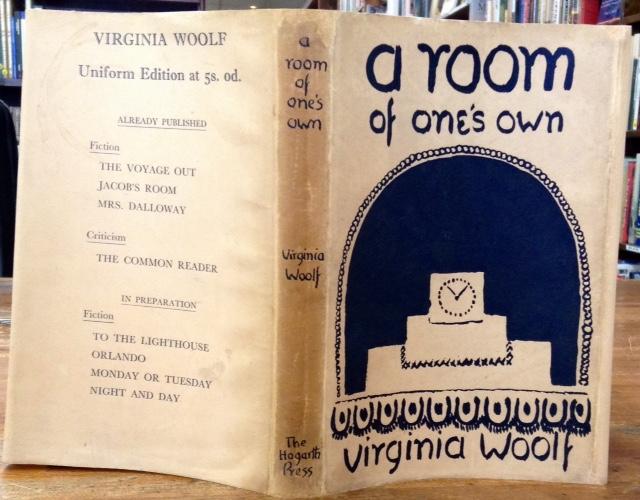 VIRGINIA WOOLF
Uniform Edition at 5s. od.
ALREADY PUBLISHED
Fiction
THE VOYAGE OUT
JACOB'S ROOM
MRS. DALLOWAY
Criticism
THE COMMON READER
IN PREPARATION
Fiction
TO THE LIGHTHOUSE
ORLANDO
MONDAY OR TUESDAY
NIGHT AND DAY
a
room
of
one's
own
Virginia
Woolf
The
Hogarth
Press
a room
of one's own
Virginia Woolf